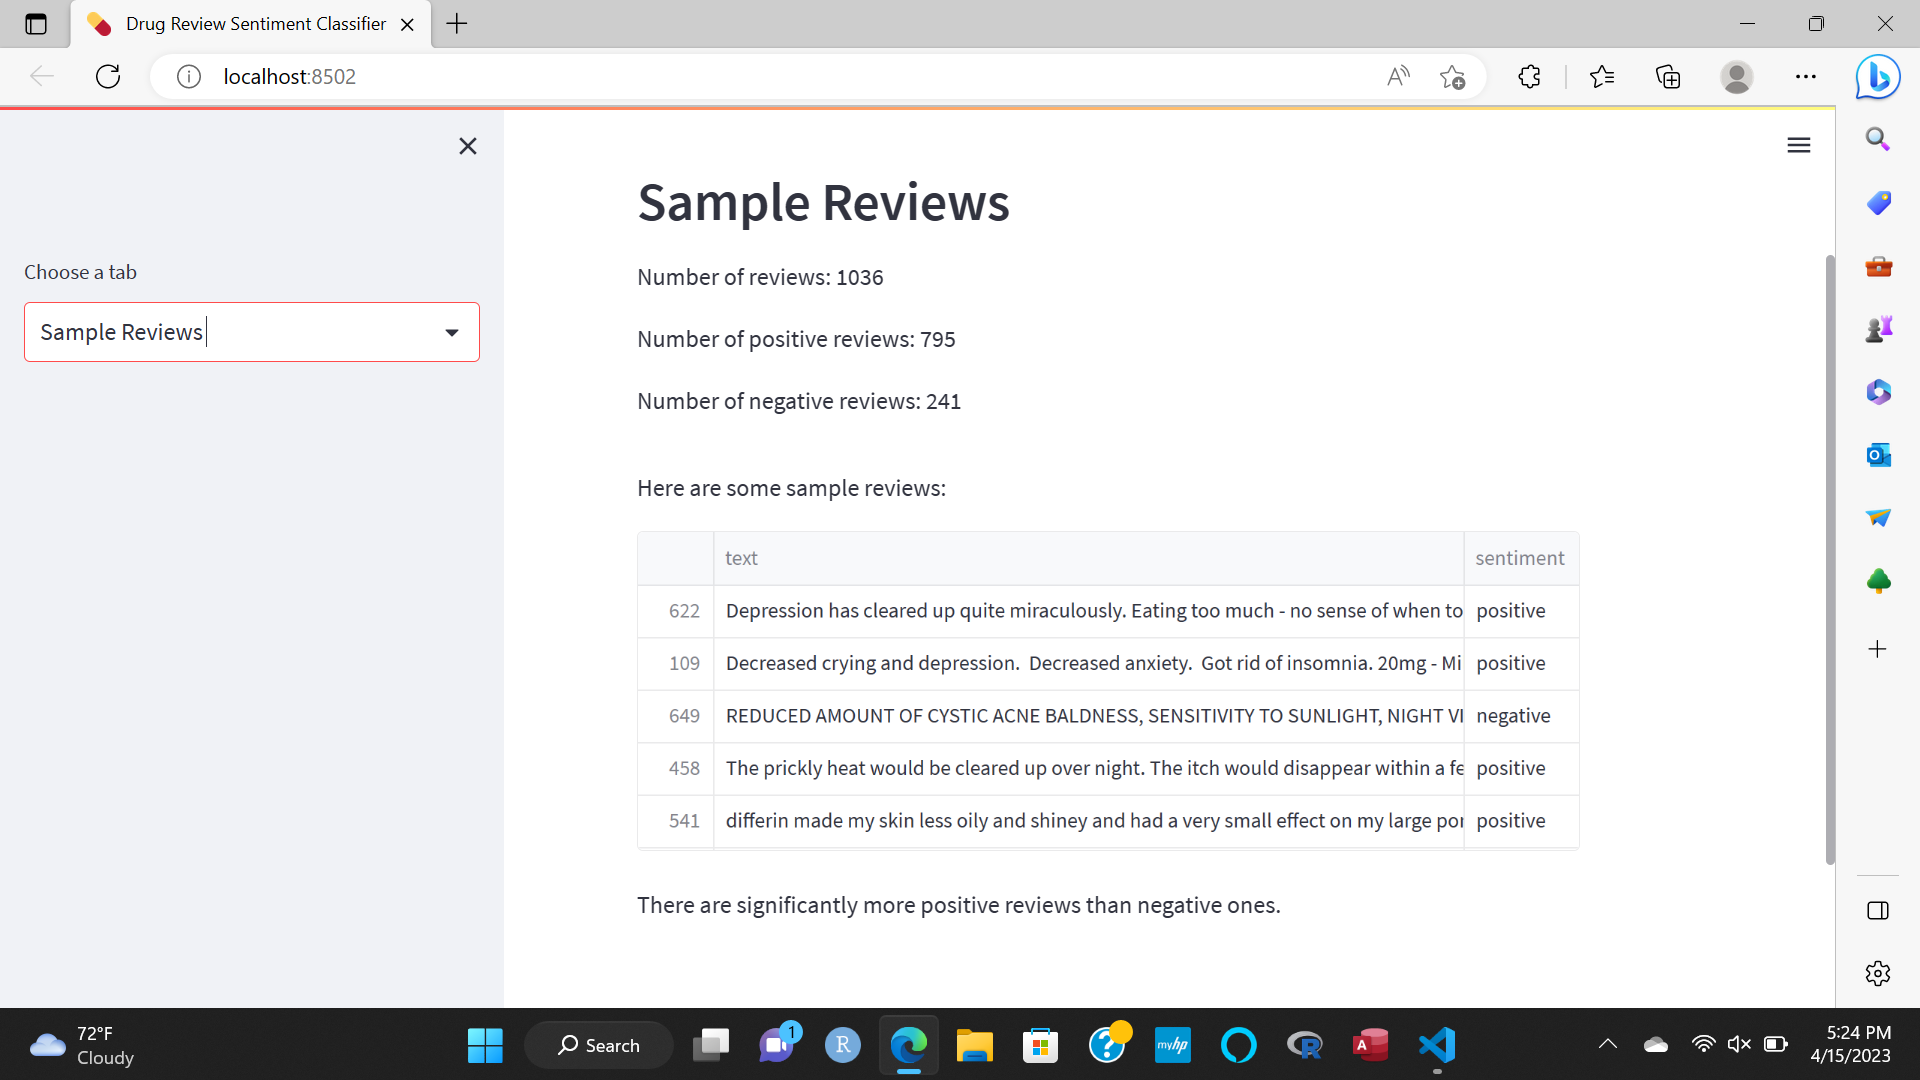 Drug Review Sentiment Classifier
localhost:8502
Choose a tab
Sample Reviews
Sample Reviews
Number of reviews: 1036
Number of positive reviews: 795
Number of negative reviews: 241
Here are some sample reviews:
text sentiment
622 Depression has cleared up quite miraculously. Eating too much - no sense of when to positive
109 Decreased crying and depression.  Decreased anxiety.  Got rid of insomnia. 20mg - Mi positive
649 REDUCED AMOUNT OF CYSTIC ACNE BALDNESS, SENSITIVITY TO SUNLIGHT, NIGHT VI negative
458 The prickly heat would be cleared up over night. The itch would disappear within a fe positive
541 differin made my skin less oily and shiney and had a very small effect on my large por positive
There are significantly more positive reviews than negative ones.
72°F
Cloudy
Search
1
R
myhp
R
A
5:24 PM
4/15/2023